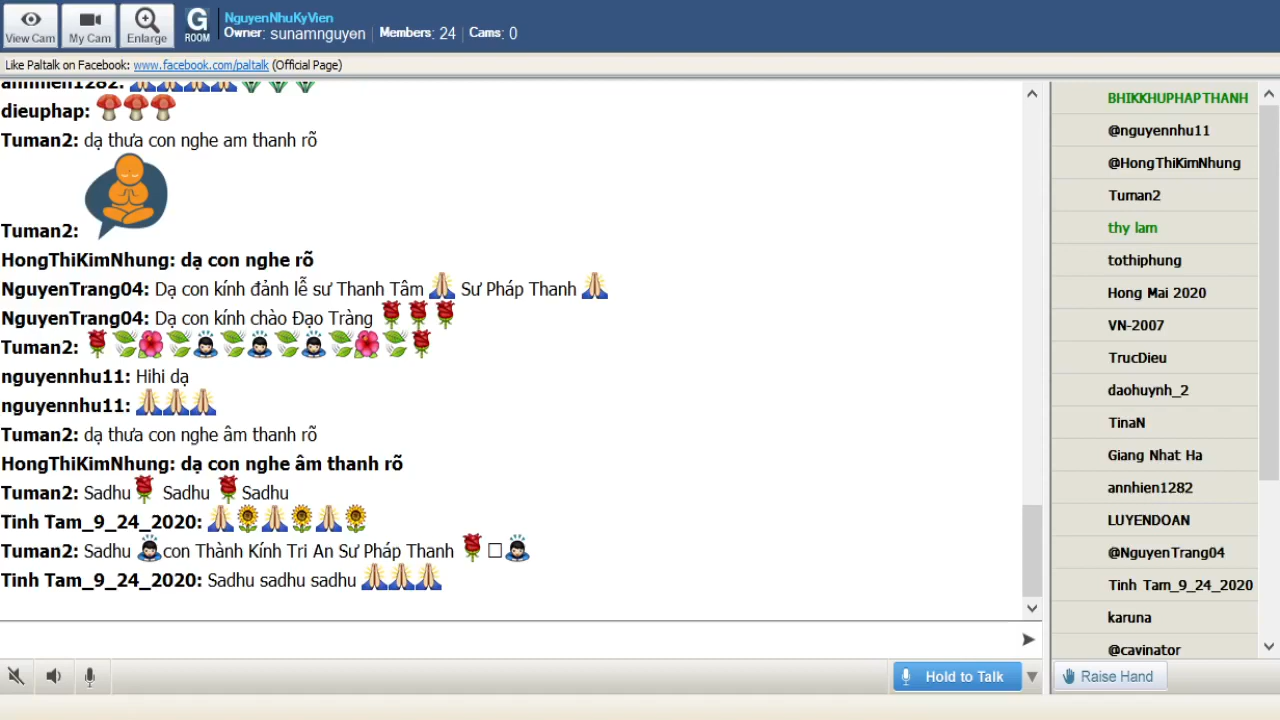 View Cam
My Cam
Enlarge
G
ROOM
NguyenNhuKyVien
Owner: sunamnguyen | Members: 24 | Cams: 0
Like Paltalk on Facebook: www.facebook.com/paltalk (Official Page)
annhien1282:
dieuphap:
Tuman2: dạ thưa con nghe am thanh rõ
Tuman2:
HongThiKimNhung: dạ con nghe rõ
NguyenTrang04: Dạ con kính đảnh lễ sư Thanh Tâm Sư Pháp Thanh
NguyenTrang04: Dạ con kính chào Đạo Tràng
Tuman2:
nguyennhu11: Hihi dạ
nguyennhu11:
Tuman2: dạ thưa con nghe âm thanh rõ
HongThiKimNhung: dạ con nghe âm thanh rõ
Tuman2: Sadhu Sadhu Sadhu
Tinh Tam_9_24_2020:
Tuman2: Sadhu con Thành Kính Tri An Sư Pháp Thanh
Tinh Tam_9_24_2020: Sadhu sadhu sadhu
Hold to Talk
BHIKKHUPHAPTHANH
@nguyennhu11
@HongThiKimNhung
Tuman2
thy lam
tothiphung
Hong Mai 2020
VN-2007
TrucDieu
daohuynh_2
TinaN
Giang Nhat Ha
annhien1282
LUYENDOAN
@NguyenTrang04
Tinh Tam_9_24_2020
karuna
@cavinator
Raise Hand